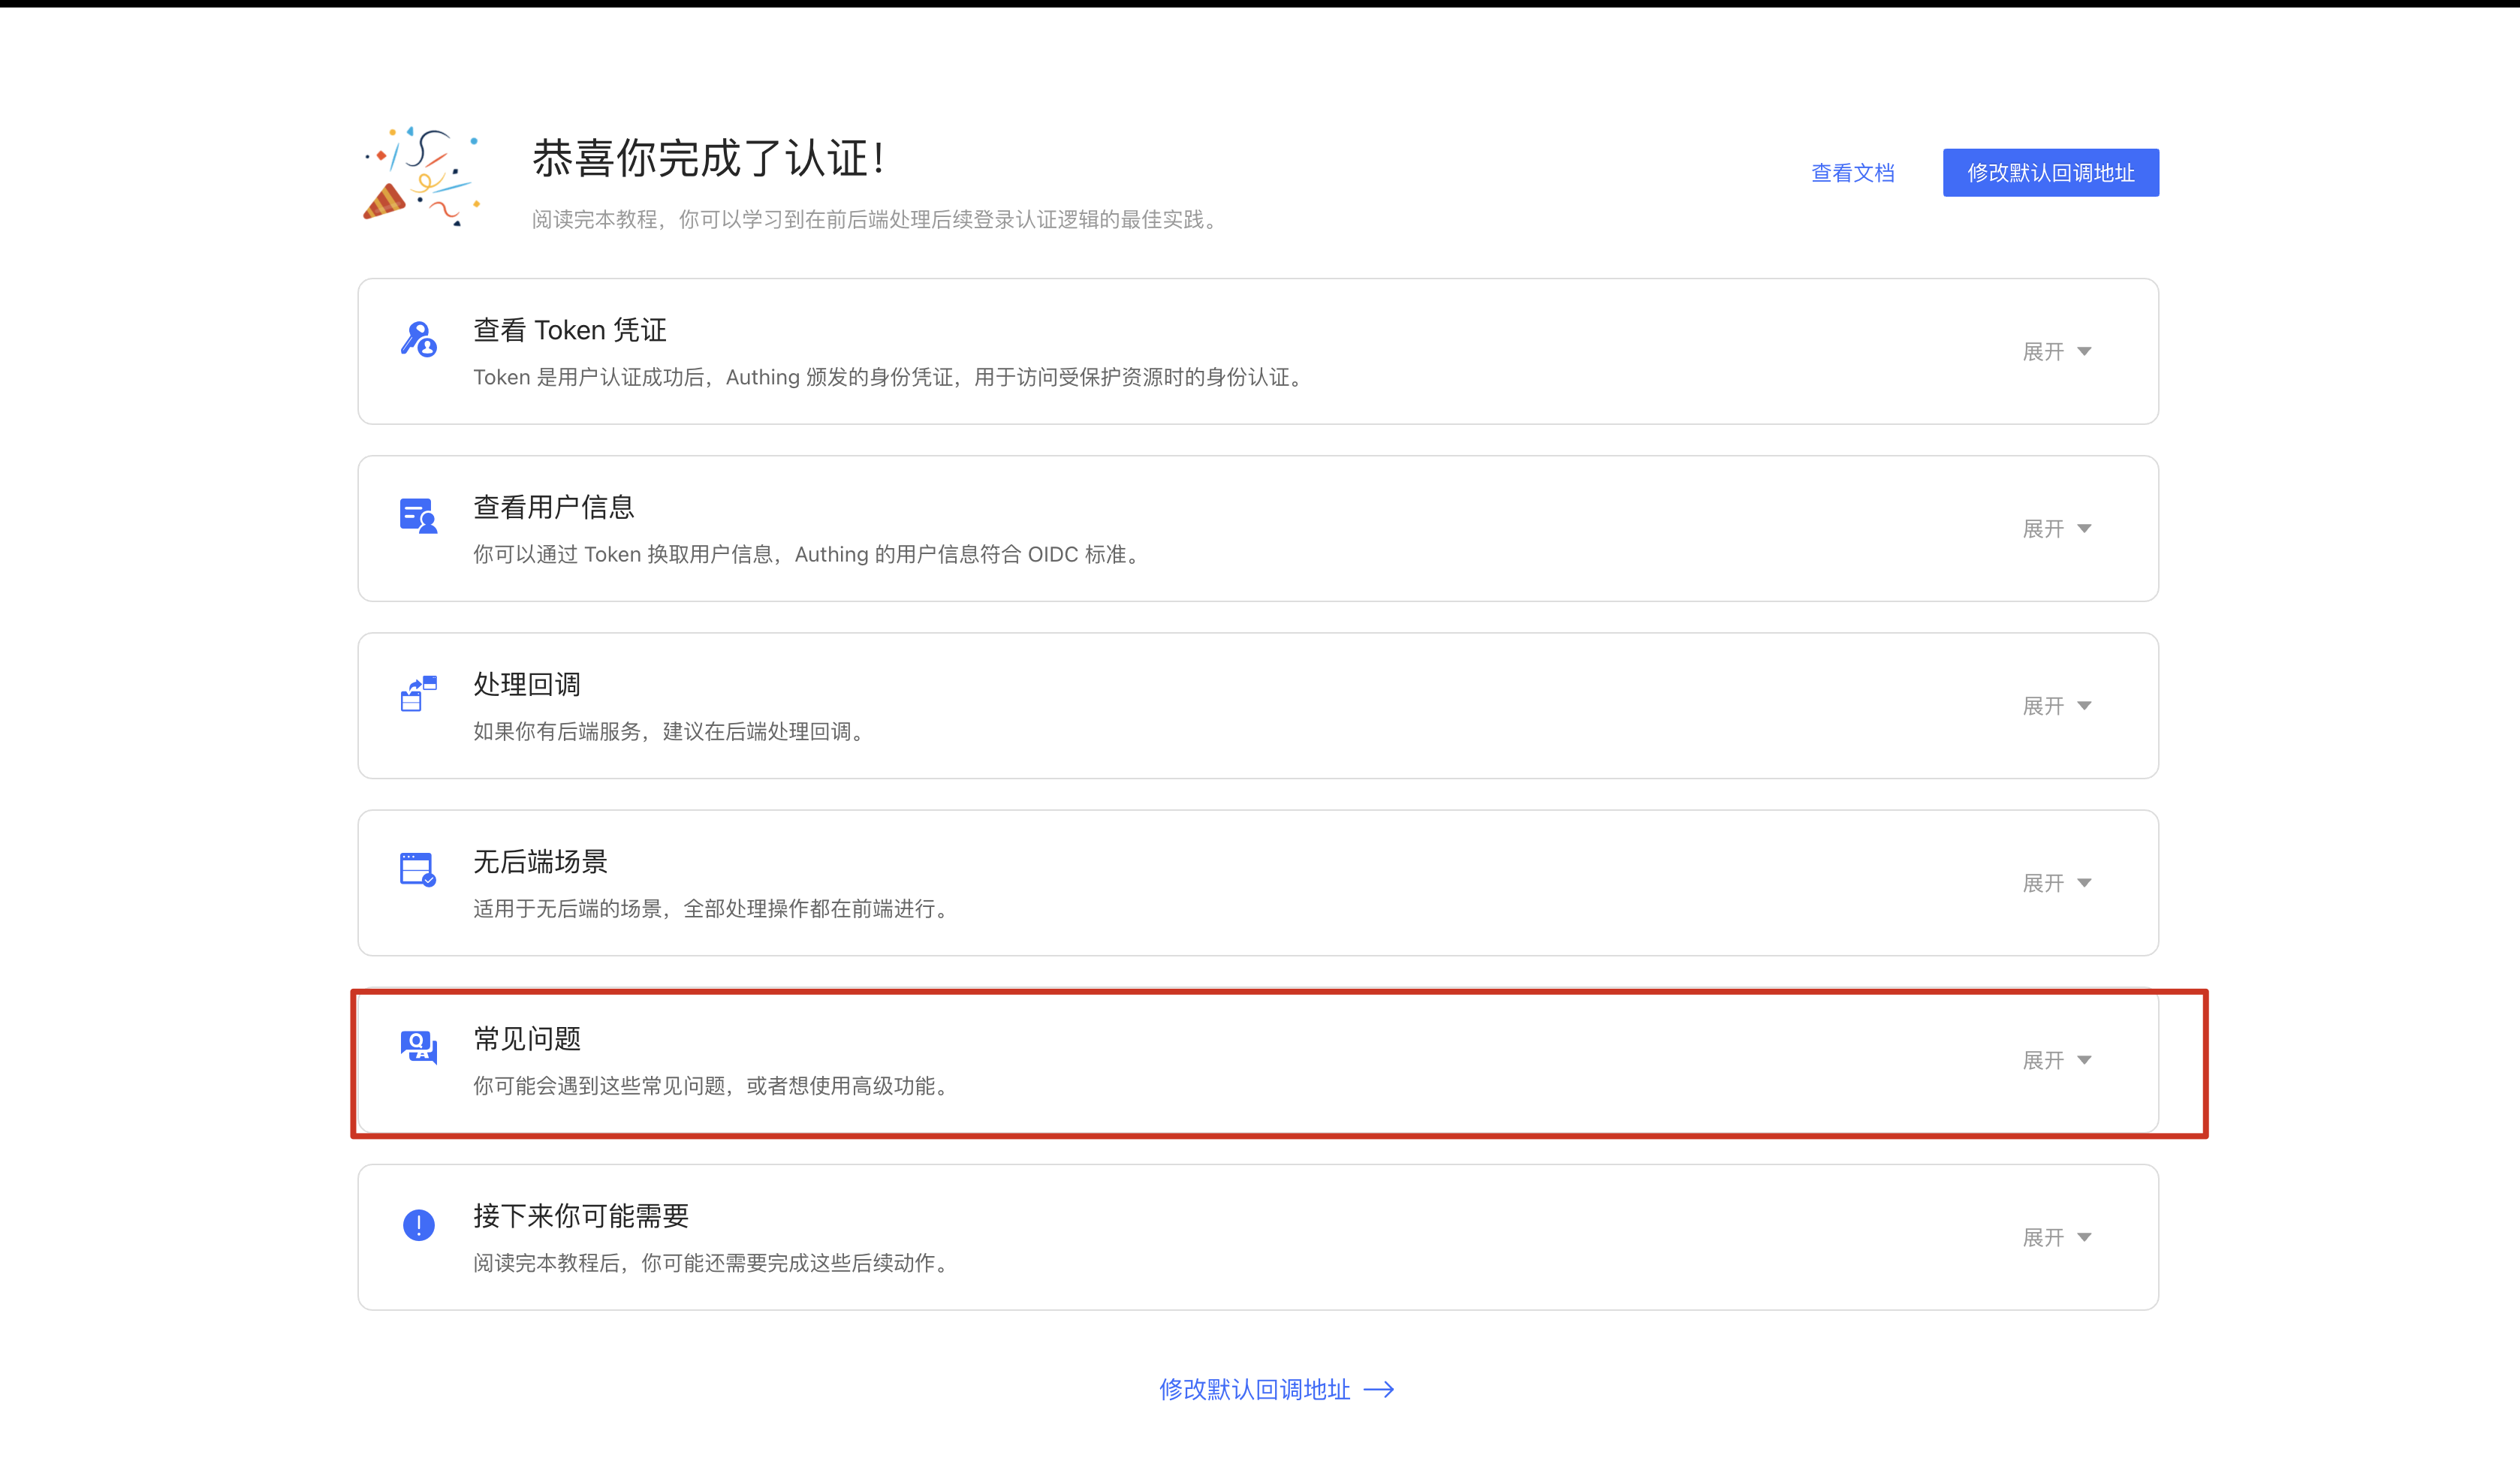 恭喜你完成了认证！
阅读完本教程，你可以学习到在前后端处理后续登录认证逻辑的最佳实践。
查看文档
修改默认回调地址
查看 Token 凭证
Token 是用户认证成功后，Authing 颁发的身份凭证，用于访问受保护资源时的身份认证。
展开
查看用户信息
你可以通过 Token 换取用户信息，Authing 的用户信息符合 OIDC 标准。
展开
处理回调
如果你有后端服务，建议在后端处理回调。
展开
无后端场景
适用于无后端的场景，全部处理操作都在前端进行。
展开
常见问题
你可能会遇到这些常见问题，或者想使用高级功能。
展开
接下来你可能需要
阅读完本教程后，你可能还需要完成这些后续动作。
展开
修改默认回调地址